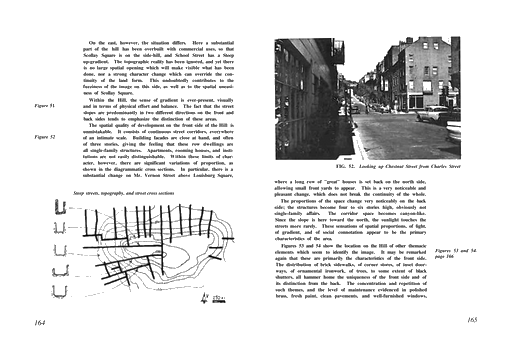 On the east, however, the situation differs. Here a substantial
part of the hill has been overbuilt with commercial uses, so that
Scollay Square is on the side-hill, and School Street has a Steep
upgradient. The topographic reality has been ignored, and yet there
is no large spatial opening which will make visible what has been
done, nor a strong character change which can override the con-
tinuity of the land form. This undoubtedly contributes to the
fuzziness of the image on this side, as well as to the spatial uneasi-
ness of Scollay Square.
Figure 51.
Within the Hill, the sense of gradient is ever-present, visually
and in terms of physical effort and balance. The fact that the street
slopes are predominantly in two different directions on the front and
back sides tends to emphasize the distinction of these areas.
Figure 52
The spatial quality of development on the front side of the Hill is
unmistakable. It consists of continuous street corridors, everywhere
of an intimate scale. Building facades are close at hand, and often
of three stories, giving the feeling that these row dwellings are
all single-family structures. Apartments, rooming houses, and insti-
tutions are not easily distinguishable. Within these limits of char-
acter, however, there are significant variations of proportion, as
shown in the diagrammatic cross sections. In particular, there is a
substantial change on Mt. Vernon Street above Louisburg Square,
Steep streets, topography, and street cross sections
164
FIG. 52. Looking up Chestnut Street from Charles Street
where a long row of "great" houses is set back on the north side,
allowing small front yards to appear. This is a very noticeable and
pleasant change, which does not break the continuity of the whole.
The proportions of the space change very noticeably on the back
side; the structures become four to six stories high, obviously not
single-family affairs. The corridor space becomes canyon-like.
Since the slope is here toward the north, the sunlight touches the
streets more rarely. These sensations of spatial proportions, of light,
of gradient, and of social connotation appear to be the primary
characteristics of the area.
Figures 53 and 54 show the location on the Hill of other thematic
elements which seem to identify the image. It may be remarked
again that these are primarily the characteristics of the front side.
The distribution of brick sidewalks, of corner stores, of inset door-
ways, of ornamental ironwork, of trees, to some extent of black
shutters, all hammer home the uniqueness of the front side and of
its distinction from the back. The concentration and repetition of
such themes, and the level of maintenance evidenced in polished
brass, fresh paint, clean pavements, and well-furnished windows,
Figures 53 and 54
page 166
165